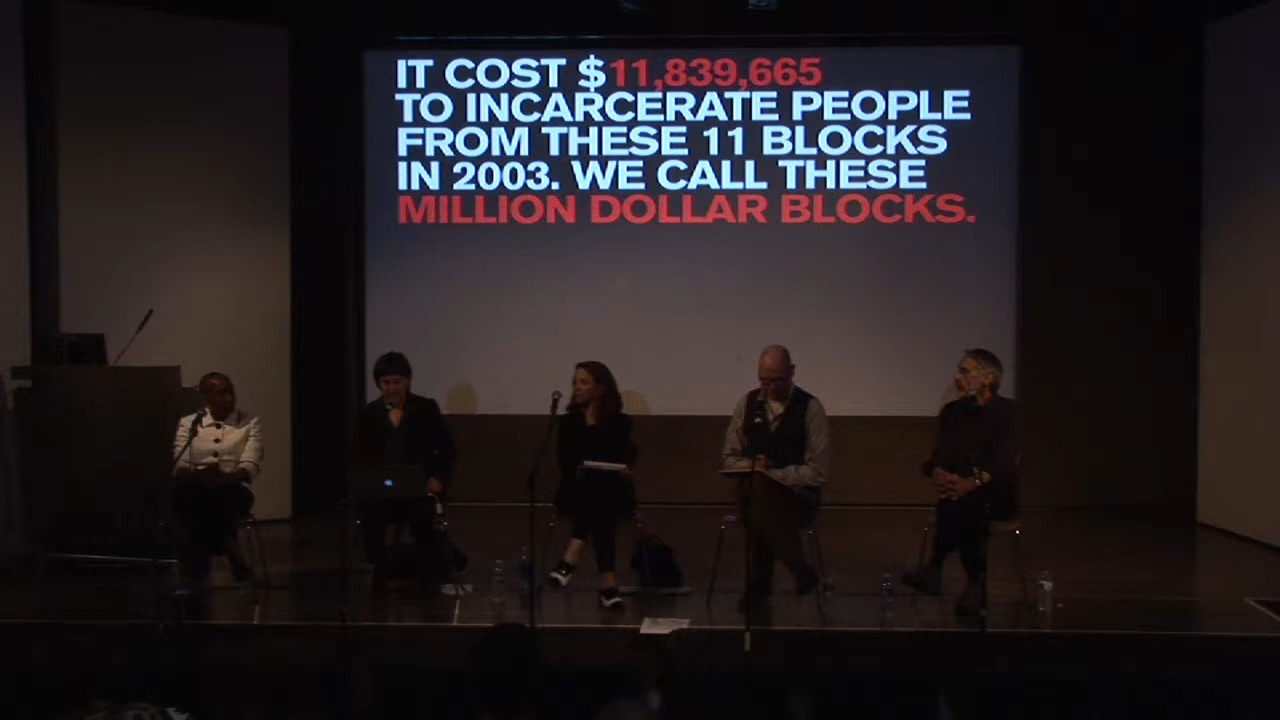 IT COST $11,839,665
TO INCARCERATE PEOPLE
FROM THESE 11 BLOCKS
IN 2003. WE CALL THESE
MILLION DOLLAR BLOCKS.